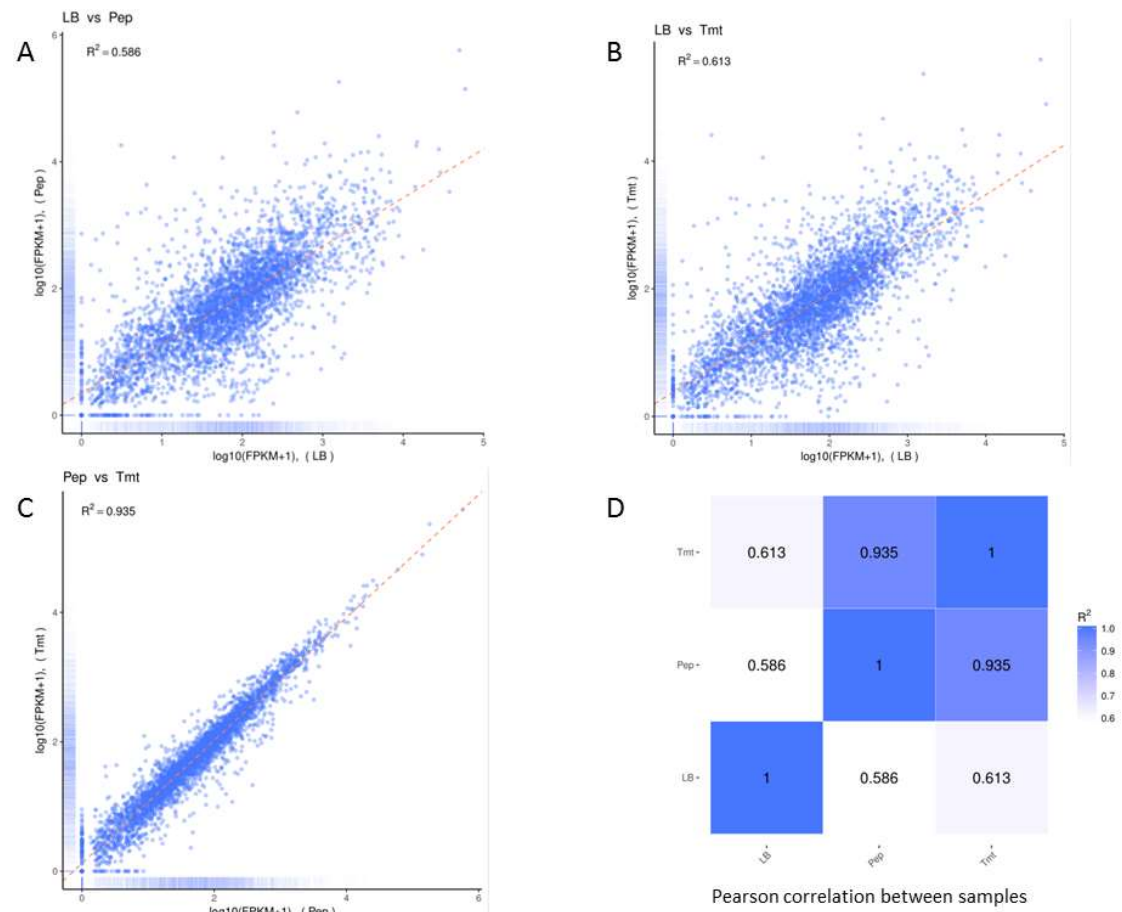 LB vs Pep
A
R² = 0.586
6
4
2
0
log10(FPKM+1), ( Pep )
0 1 2 3 4 5
log10(FPKM+1), ( LB )
LB vs Tmt
B
R² = 0.613
4
2
0
log10(FPKM+1), ( Tmt )
0 1 2 3 4 5
log10(FPKM+1), ( LB )
Pep vs Tmt
C
R² = 0.935
4
2
0
log10(FPKM+1), ( Tmt )
0 2 4 6
log10(FPKM+1), ( Pep )
D
Tmt 0.613 0.935 1
Pep 0.586 1 0.935
LB 1 0.586 0.613
LB Pep Tmt
R²
1.0
0.9
0.8
0.7
0.6
Pearson correlation between samples